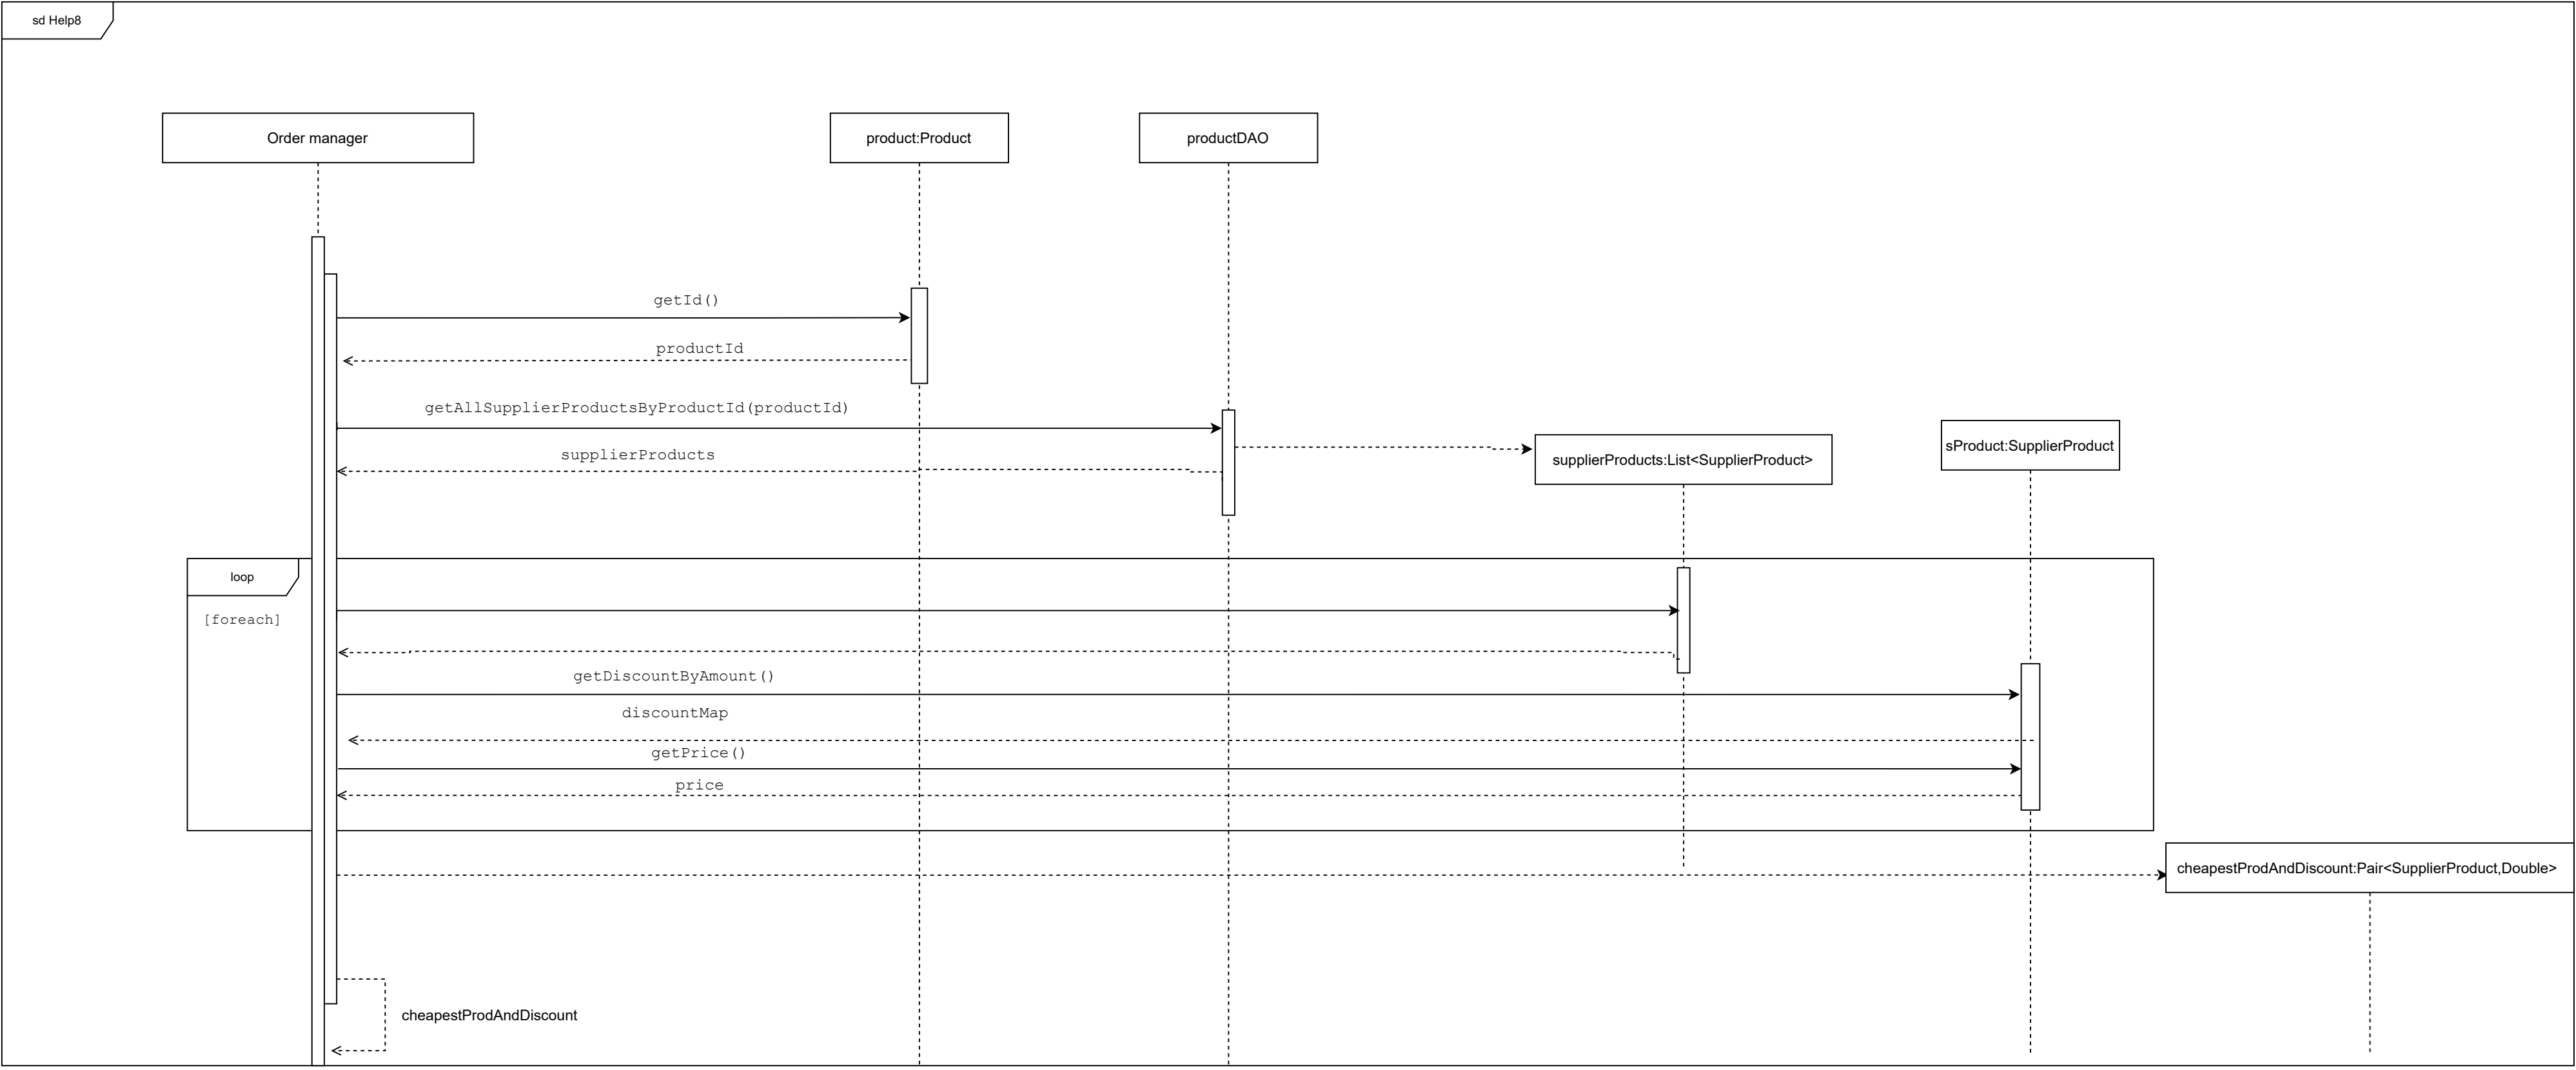 sd Help8
Order manager
product:Product
productDAO
getId()
productId
getAllSupplierProductsByProductId(productId)
supplierProducts
supplierProducts:List<SupplierProduct>
sProduct:SupplierProduct
loop
[foreach]
getDiscountByAmount()
discountMap
getPrice()
price
cheapestProdAndDiscount:Pair<SupplierProduct,Double>
cheapestProdAndDiscount